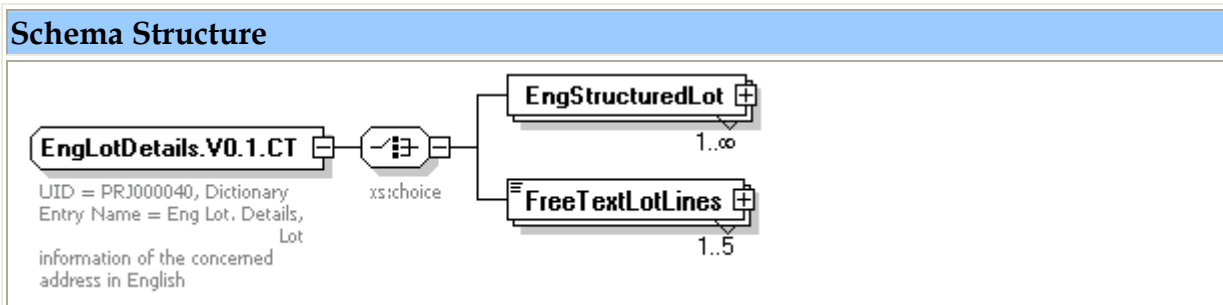 Schema Structure
EngStructuredLot
1..∞
EngLotDetails.V0.1.CT
xs:choice
FreeTextLotLines
1..5
UID = PRJ000040, Dictionary
Entry Name = Eng Lot. Details,
Lot
information of the concerned
address in English